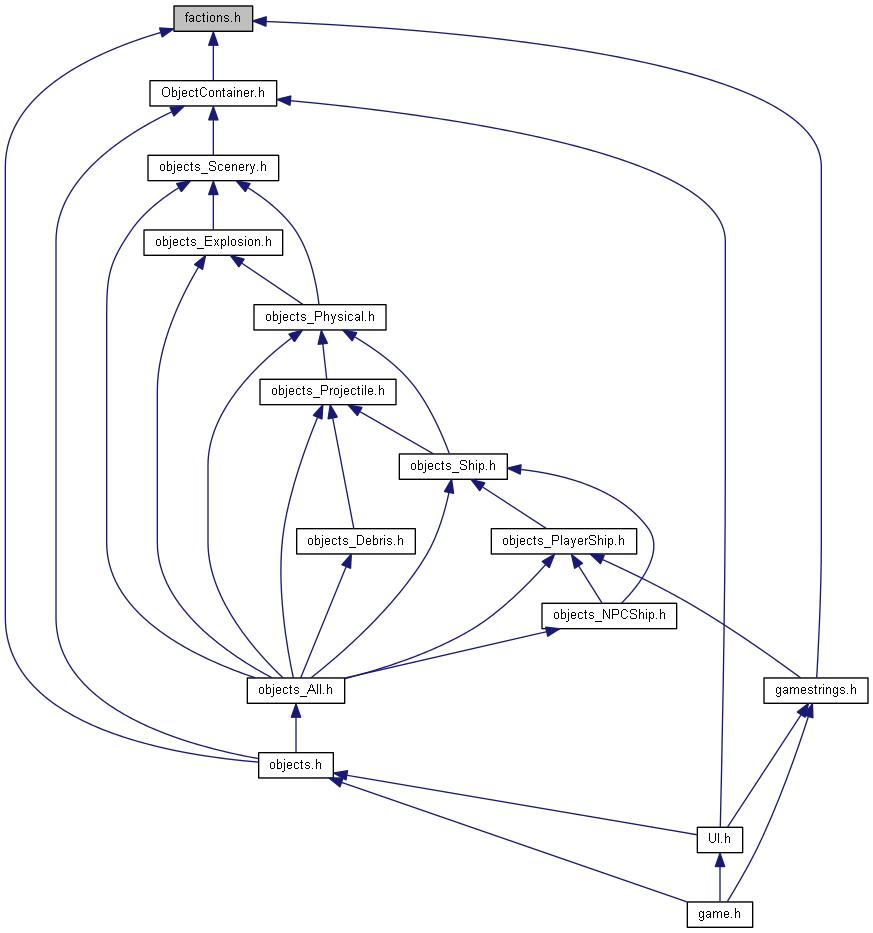 factions.h
ObjectContainer.h
objects_Scenery.h
objects_Explosion.h
objects_Physical.h
objects_Projectile.h
objects_Ship.h
objects_Debris.h
objects_PlayerShip.h
objects_NPCShip.h
objects_All.h
gamestrings.h
objects.h
UI.h
game.h